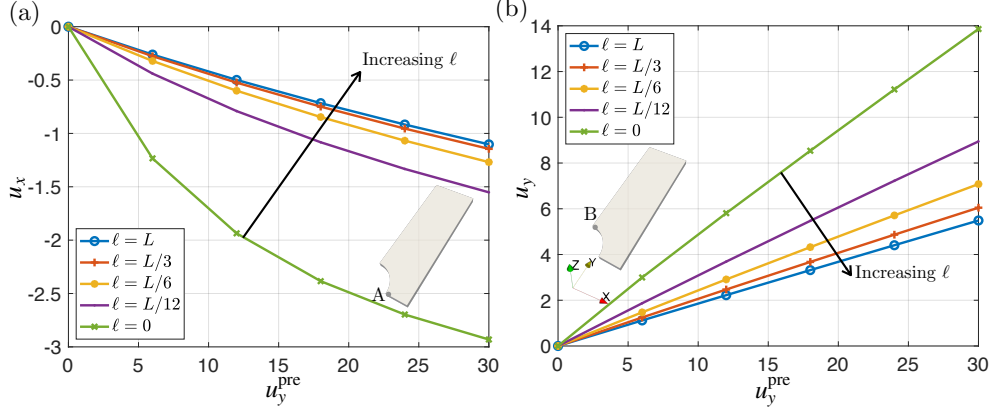 (a)
0
-0.5
-1
-1.5
-2
-2.5
-3
u_x
0 5 10 15 20 25 30
u_y^pre
Increasing ℓ
A
ℓ = L
ℓ = L/3
ℓ = L/6
ℓ = L/12
ℓ = 0
(b)
14
12
10
8
6
4
2
0
u_y
0 5 10 15 20 25 30
u_y^pre
ℓ = L
ℓ = L/3
ℓ = L/6
ℓ = L/12
ℓ = 0
B
Z Y
X
Increasing ℓ